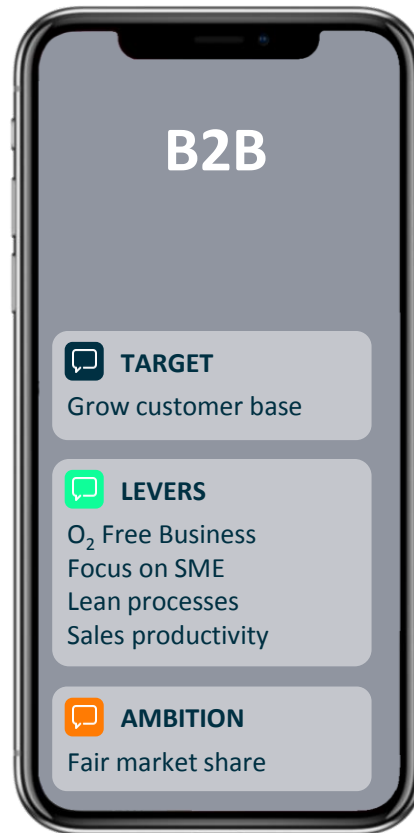 B2B
TARGET
Grow customer base
LEVERS
O₂ Free Business
Focus on SME
Lean processes
Sales productivity
AMBITION
Fair market share